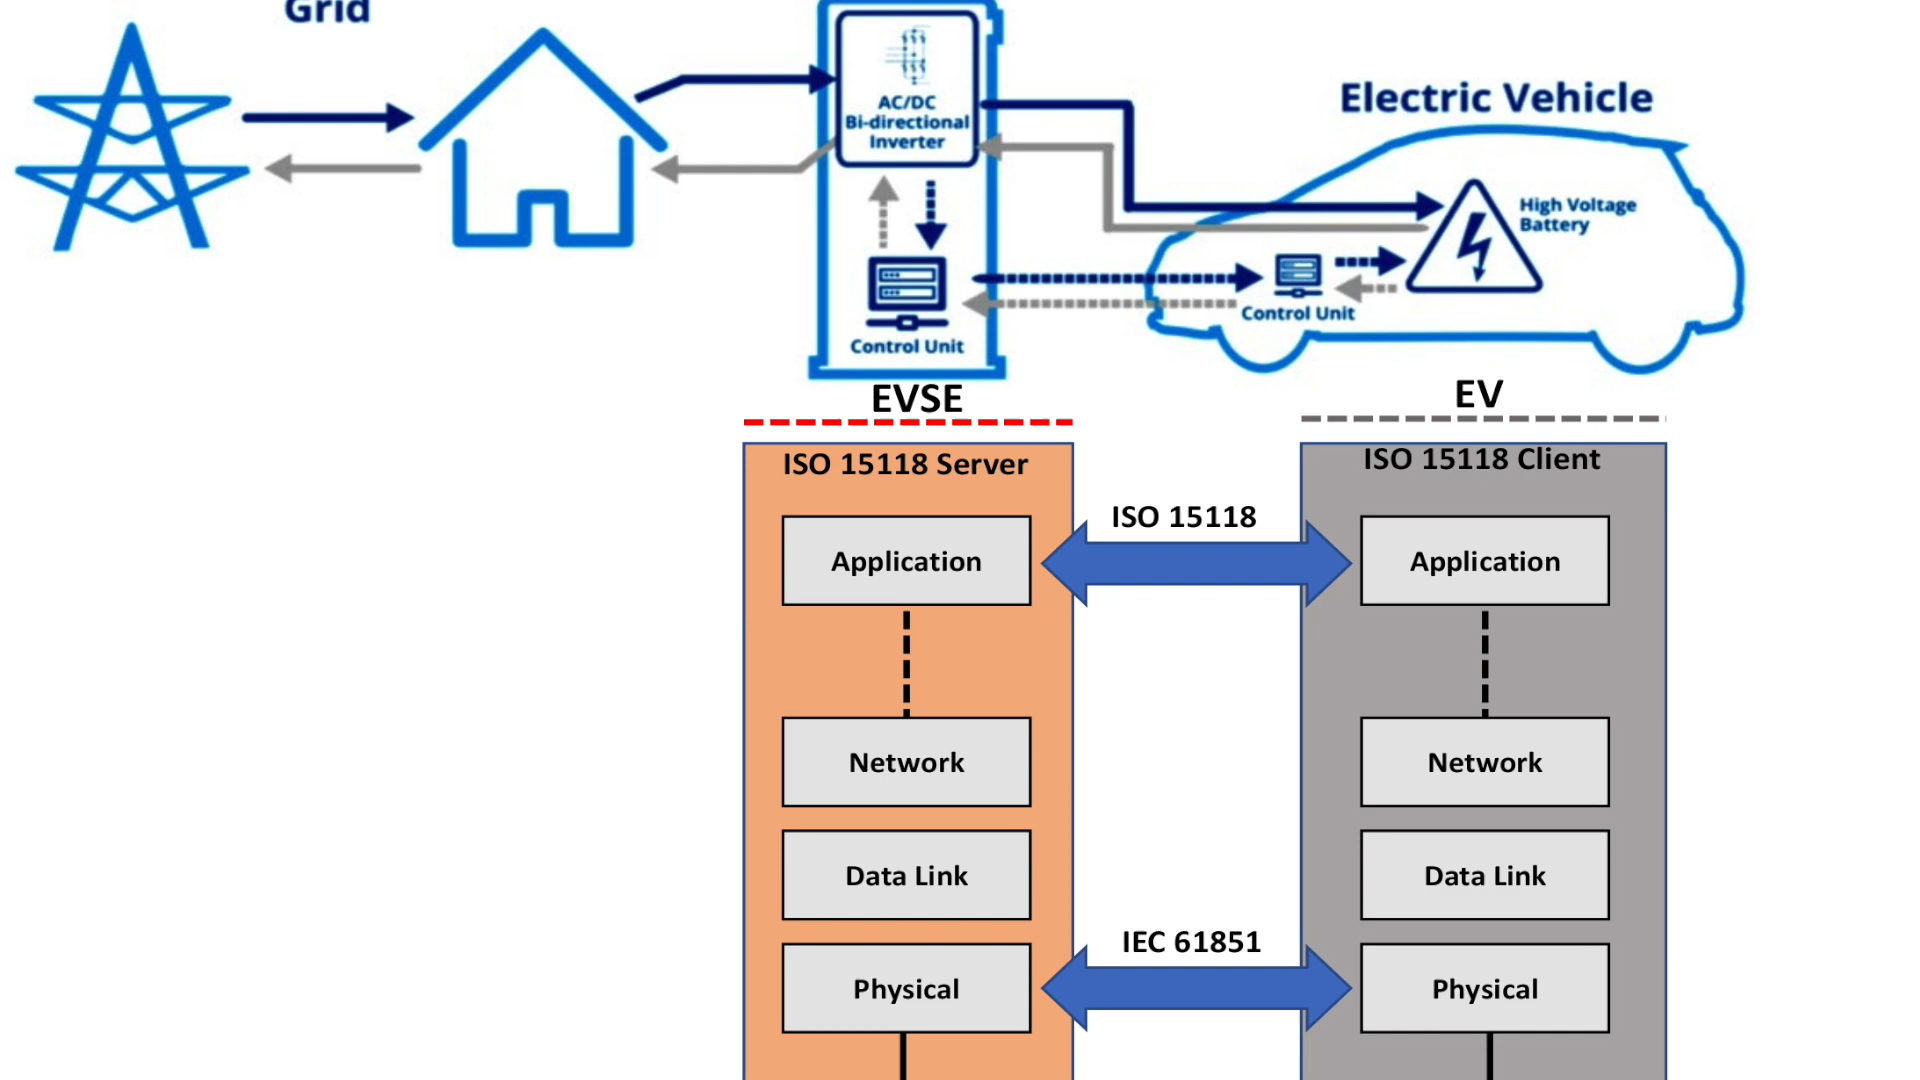 Grid
AC/DC
Bi-directional
Inverter
Electric Vehicle
High Voltage
Battery
Control Unit
Control Unit
EVSE
EV
ISO 15118 Server
ISO 15118 Client
ISO 15118
Application
Application
Network
Network
Data Link
Data Link
IEC 61851
Physical
Physical